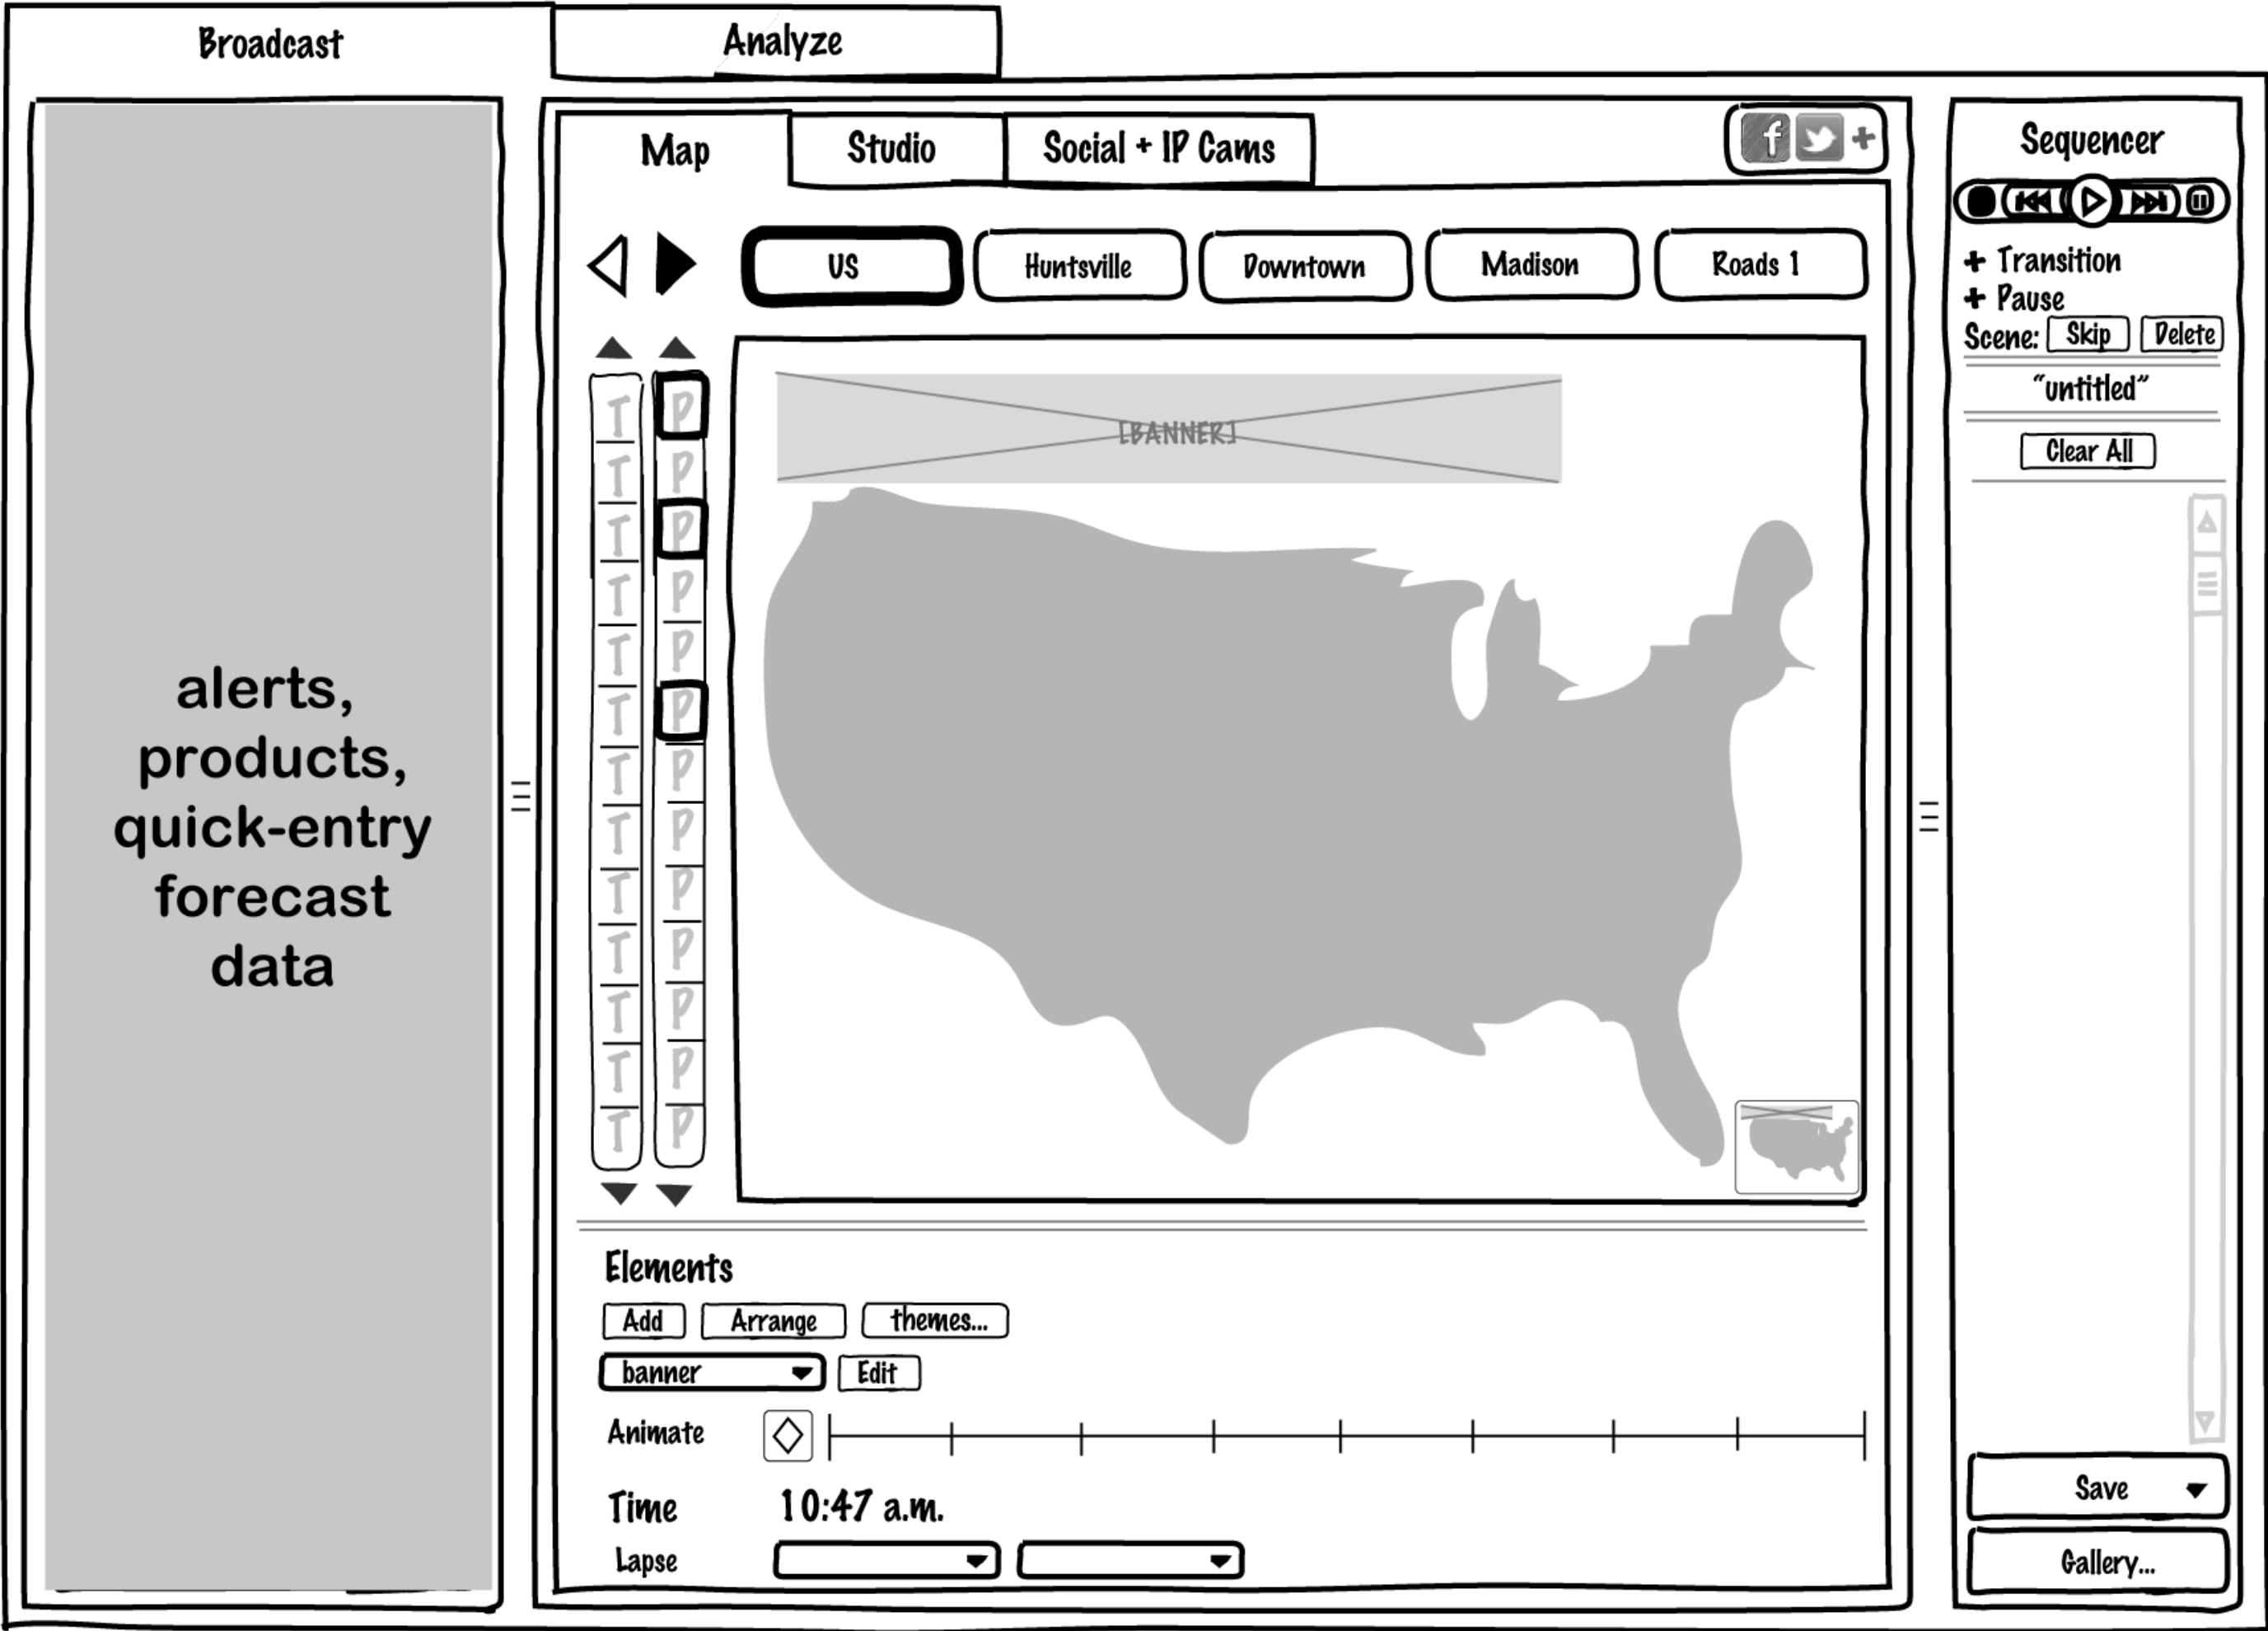 Broadcast
Analyze
alerts,
products,
quick-entry
forecast
data
Map
Studio
Social + IP Cams
f
+
US
Huntsville
Downtown
Madison
Roads 1
T P
T P
T P
T P
T P
T P
T P
T P
T P
T P
T P
T P
T P
[BANNER]
Elements
Add
Arrange
themes...
banner
Edit
Animate
Time 10:47 a.m.
Lapse
Sequencer
+ Transition
+ Pause
Scene: Skip Delete
“untitled”
Clear All
Save
Gallery...